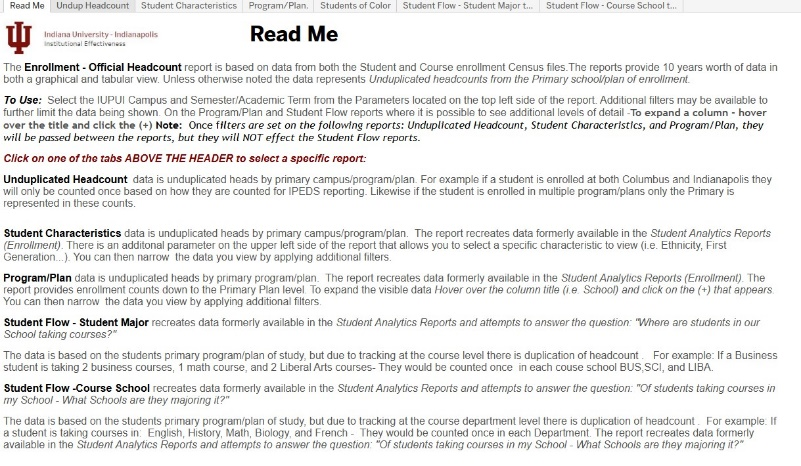 Read Me Undup Headcount Student Characteristics Program/Plan. Students of Color Student Flow - Student Major t... Student Flow - Course School t...
Indiana University - Indianapolis
Institutional Effectiveness
Read Me
The Enrollment - Official Headcount report is based on data from both the Student and Course enrollment Census files.The reports provide 10 years worth of data in
both a graphical and tabular view. Unless otherwise noted the data represents Unduplicated headcounts from the Primary school/plan of enrollment.
To Use: Select the IUPUI Campus and Semester/Academic Term from the Parameters located on the top left side of the report. Additional filters may be available to
further limit the data being shown. On the Program/Plan and Student Flow reports where it is possible to see additional levels of detail -To expand a column - hover
over the title and click the (+) Note: Once filters are set on the following reports: Unduplicated Headcount, Student Characteristics, and Program/Plan, they
will be passed between the reports, but they will NOT effect the Student Flow reports.
Click on one of the tabs ABOVE THE HEADER to select a specific report:
Unduplicated Headcount data is unduplicated heads by primary campus/program/plan. For example if a student is enrolled at both Columbus and Indianapolis they
will only be counted once based on how they are counted for IPEDS reporting. Likewise if the student is enrolled in multiple program/plans only the Primary is
represented in these counts.
Student Characteristics data is unduplicated heads by primary campus/program/plan. The report recreates data formerly available in the Student Analytics Reports
(Enrollment). There is an additonal parameter on the upper left side of the report that allows you to select a specific characteristic to view (i.e. Ethnicity, First
Generation...). You can then narrow the data you view by applying additional filters.
Program/Plan data is unduplicated heads by primary program/plan. The report recreates data formerly available in the Student Analytics Reports (Enrollment). The
report provides enrollment counts down to the Primary Plan level. To expand the visible data Hover over the column title (i.e. School) and click on the (+) that appears.
You can then narrow the data you view by applying additional filters.
Student Flow - Student Major recreates data formerly available in the Student Analytics Reports and attempts to answer the question: "Where are students in our
School taking courses?"
The data is based on the students primary program/plan of study, but due to tracking at the course level there is duplication of headcount . For example: If a Business
student is taking 2 business courses, 1 math course, and 2 Liberal Arts courses- They would be counted once in each couse school BUS,SCI, and LIBA.
Student Flow -Course School recreates data formerly available in the Student Analytics Reports and attempts to answer the question: "Of students taking courses in
my School - What Schools are they majoring it?"
The data is based on the students primary program/plan of study, but due to tracking at the course department level there is duplication of headcount . For example: If
a student is taking courses in: English, History, Math, Biology, and French - They would be counted once in each Department. The report recreates data formerly
available in the Student Analytics Reports and attempts to answer the question: "Of students taking courses in my School - What Schools are they majoring it?"